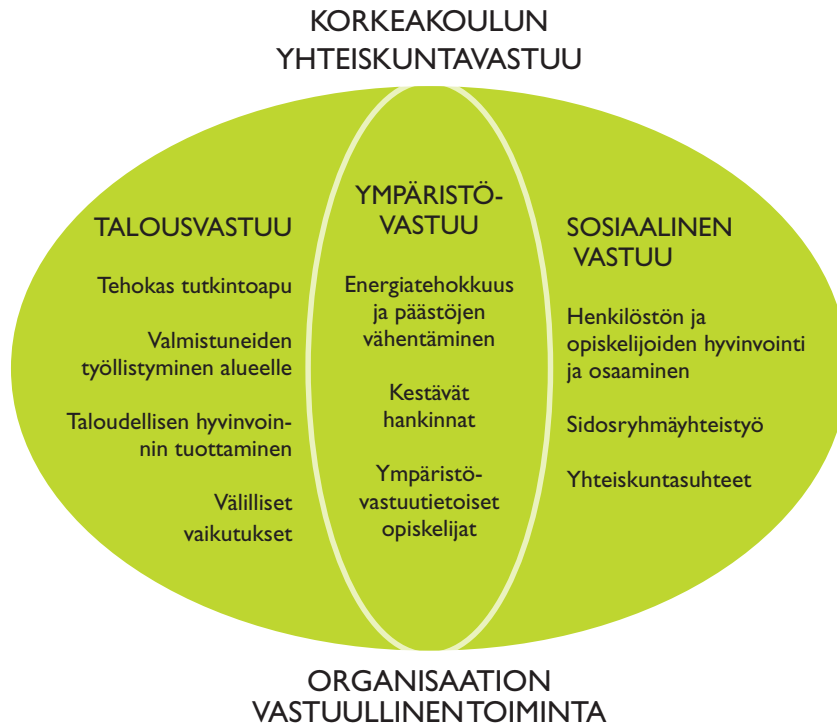 KORKEAKOULUN
YHTEISKUNTAVASTUU
TALOUSVASTUU
Tehokas tutkintoapu
Valmistuneiden
työllistyminen alueelle
Taloudellisen hyvinvoin-
nin tuottaminen
Välilliset
vaikutukset
YMPÄRISTÖ-
VASTUU
Energiatehokkuus
ja päästöjen
vähentäminen
Kestävät
hankinnat
Ympäristö-
vastuutietoiset
opiskelijat
SOSIAALINEN
VASTUU
Henkilöstön ja
opiskelijoiden hyvinvointi
ja osaaminen
Sidosryhmäyhteistyö
Yhteiskuntasuhteet
ORGANISAATION
VASTUULLINEN TOIMINTA